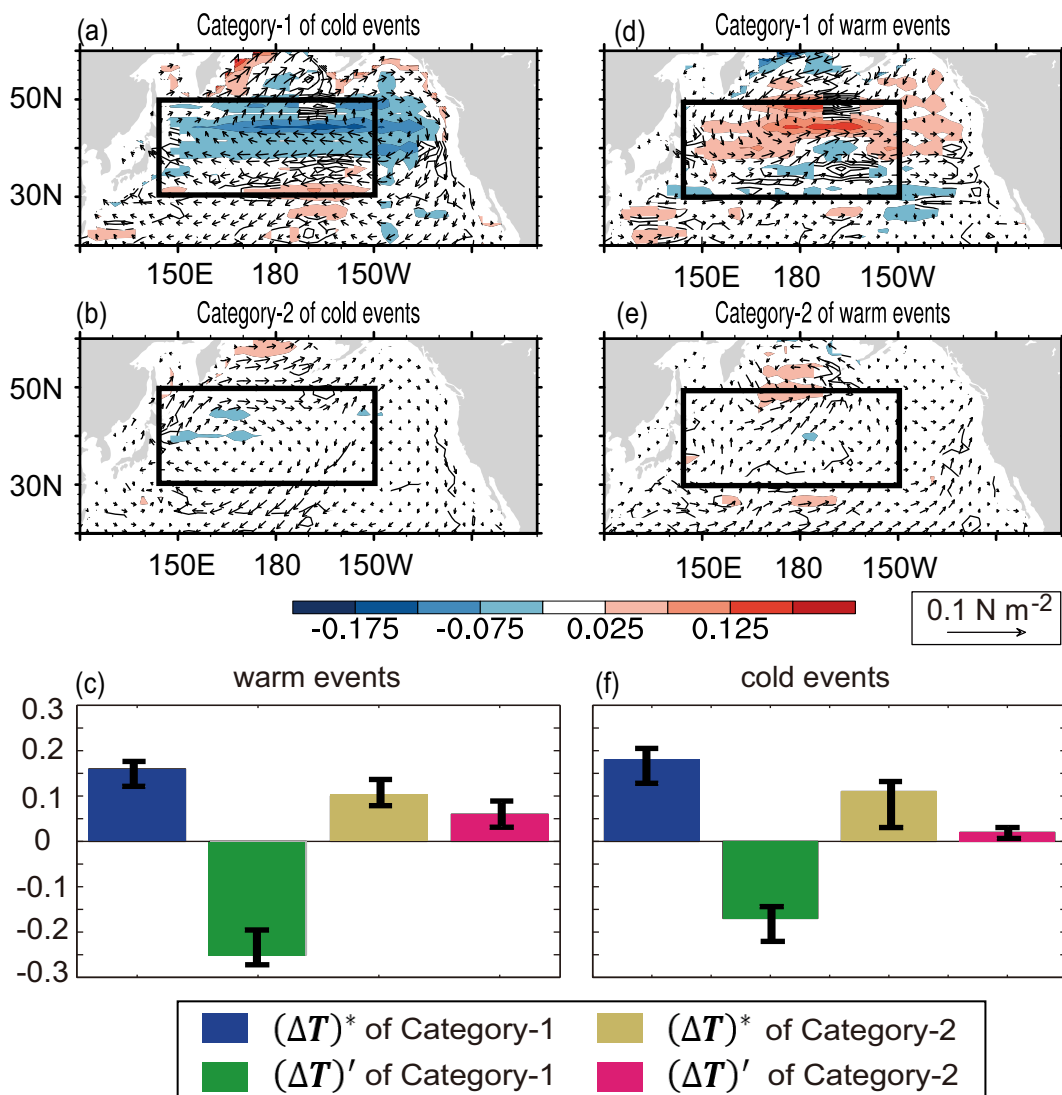 (a) Category-1 of cold events
50N
30N
150E 180 150W
(d) Category-1 of warm events
150E 180 150W
(b) Category-2 of cold events
50N
30N
150E 180 150W
(e) Category-2 of warm events
150E 180 150W
-0.175 -0.075 0.025 0.125
0.1 N m⁻²
(c) warm events
0.3
0.2
0.1
0
-0.1
-0.2
-0.3
(f) cold events
(ΔT)* of Category-1
(ΔT)* of Category-2
(ΔT)′ of Category-1
(ΔT)′ of Category-2